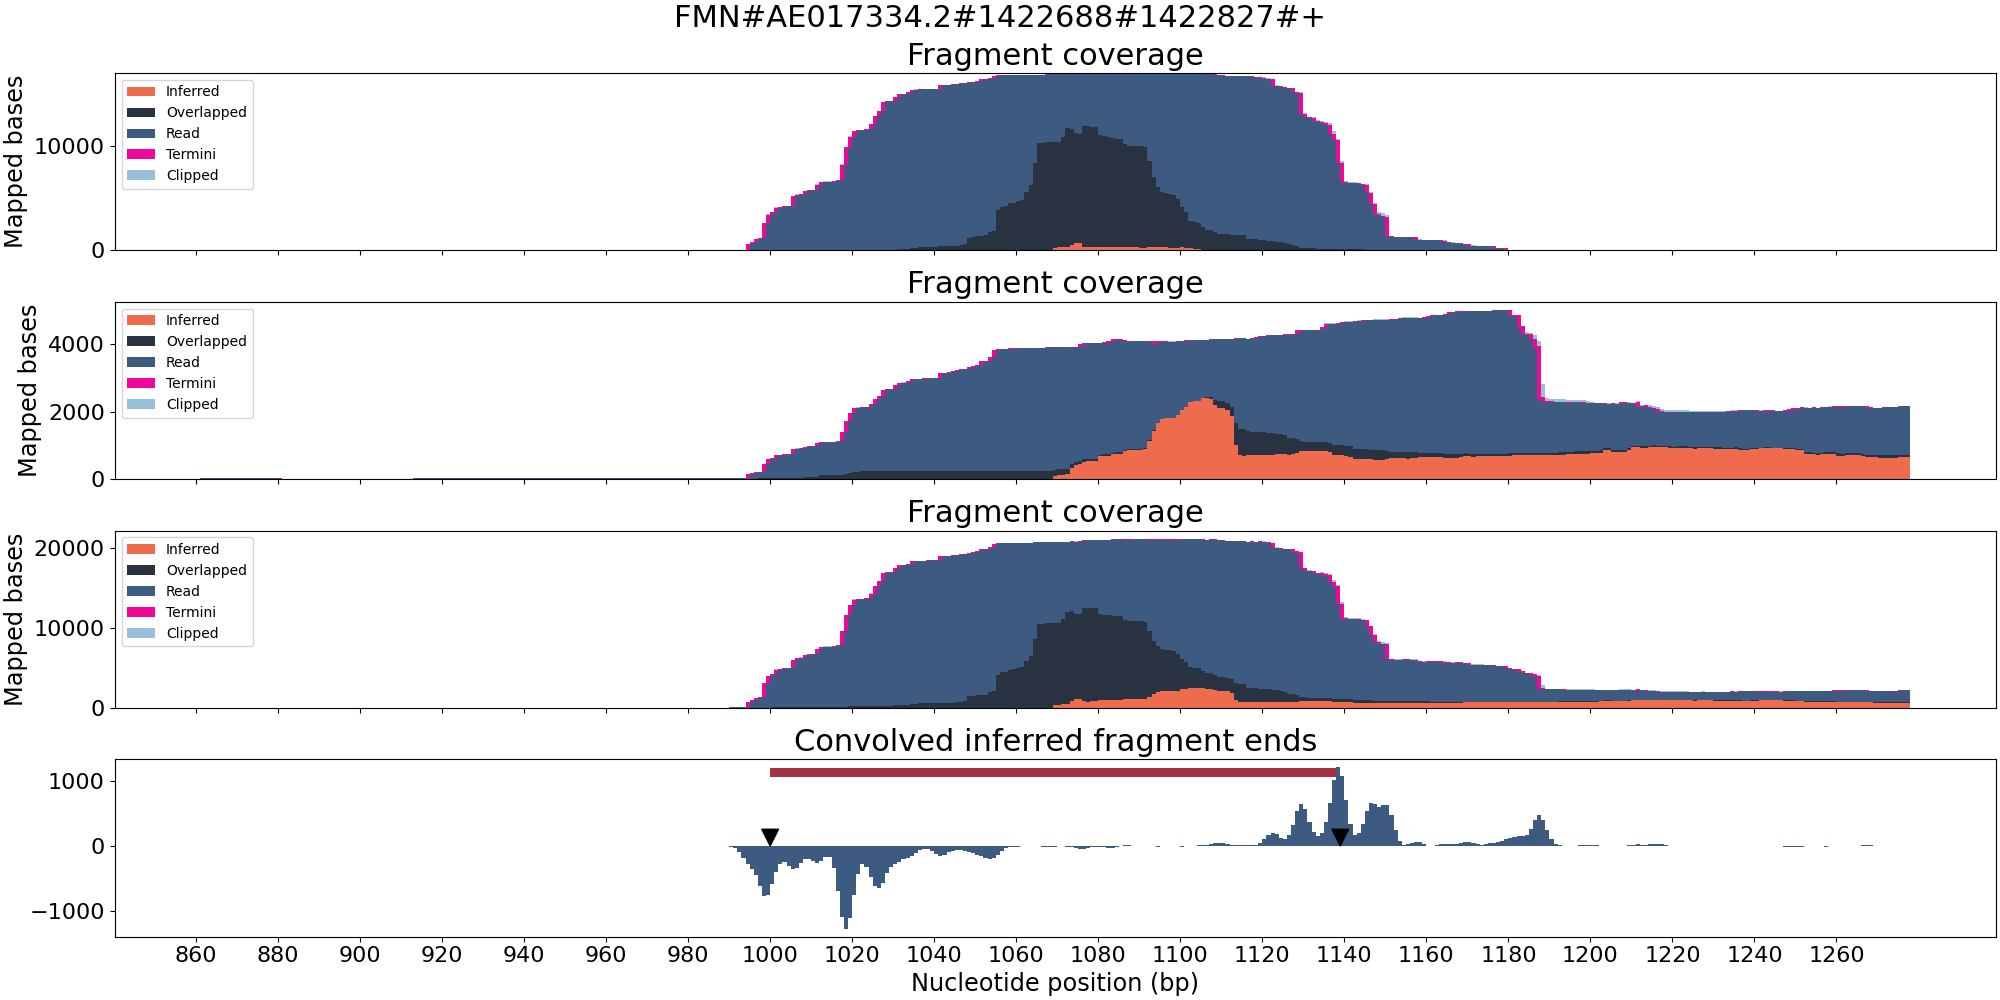 FMN#AE017334.2#1422688#1422827#+
Fragment coverage
Mapped bases
10000
0
Inferred
Overlapped
Read
Termini
Clipped
Fragment coverage
Mapped bases
4000
2000
0
Inferred
Overlapped
Read
Termini
Clipped
Fragment coverage
Mapped bases
20000
10000
0
Inferred
Overlapped
Read
Termini
Clipped
Convolved inferred fragment ends
1000
0
−1000
860 880 900 920 940 960 980 1000 1020 1040 1060 1080 1100 1120 1140 1160 1180 1200 1220 1240 1260
Nucleotide position (bp)